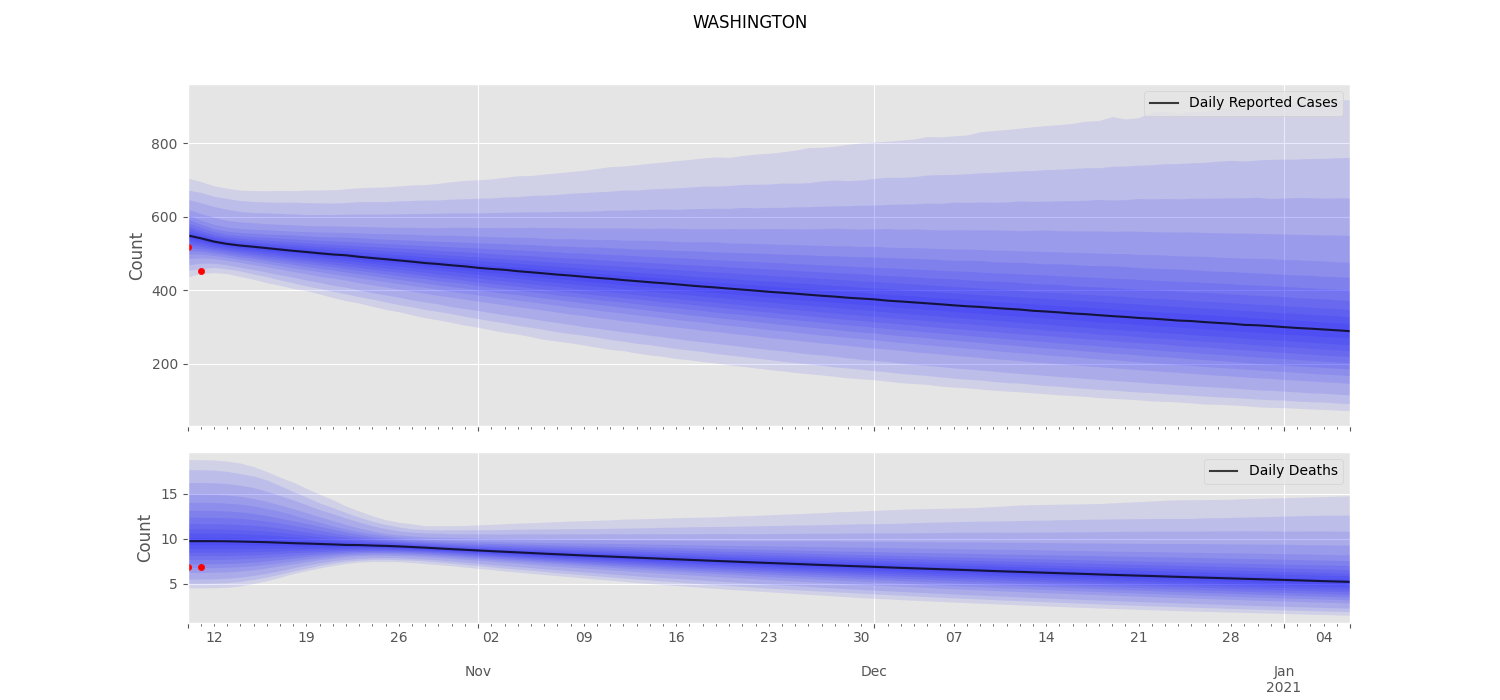 WASHINGTON
Daily Reported Cases
Count
800
600
400
200
Daily Deaths
Count
15
10
5
12 19 26 02 09 16 23 30 07 14 21 28 04
Nov Dec Jan
2021